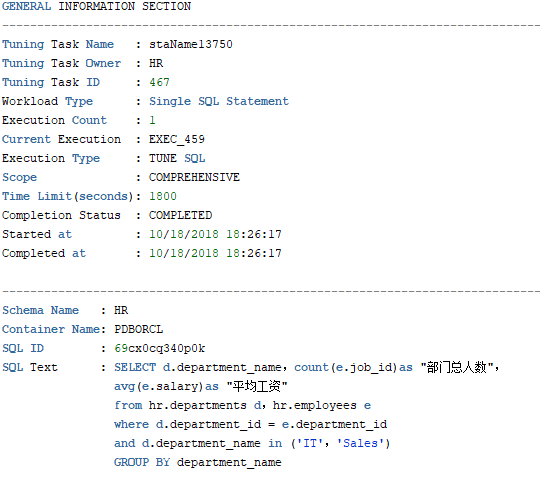 GENERAL INFORMATION SECTION
-------------------------------------------------------------------------------
Tuning Task Name   : staName13750
Tuning Task Owner  : HR
Tuning Task ID     : 467
Workload Type      : Single SQL Statement
Execution Count    : 1
Current Execution  : EXEC_459
Execution Type     : TUNE SQL
Scope              : COMPREHENSIVE
Time Limit(seconds): 1800
Completion Status  : COMPLETED
Started at         : 10/18/2018 18:26:17
Completed at       : 10/18/2018 18:26:17
-------------------------------------------------------------------------------
Schema Name   : HR
Container Name: PDBORCL
SQL ID        : 69cx0cq340p0k
SQL Text      : SELECT d.department_name，count(e.job_id)as "部门总人数"，
avg(e.salary)as "平均工资"
from hr.departments d，hr.employees e
where d.department_id = e.department_id
and d.department_name in ('IT'，'Sales')
GROUP BY department_name